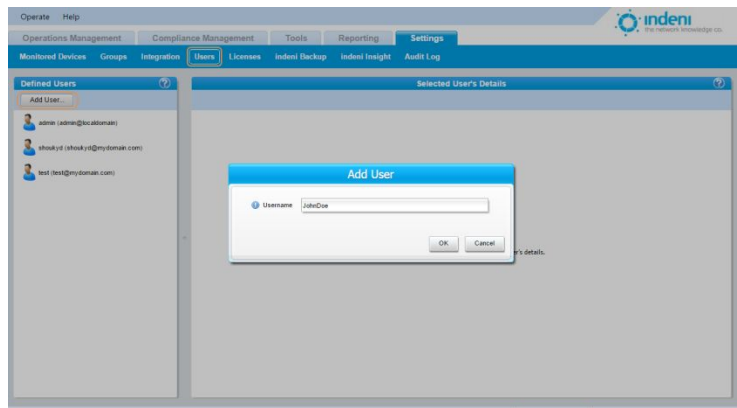 Operate Help
indeni
the network knowledge co.
Operations Management Compliance Management Tools Reporting Settings
Monitored Devices Groups Integration Users Licenses indeni Backup indeni Insight Audit Log
Defined Users Selected User's Details
Add User...
admin (admin@localdomain)
shoukyd (shoukyd@mydomain.com)
test (test@mydomain.com)
Add User
Username JohnDoe
OK Cancel
er's details.